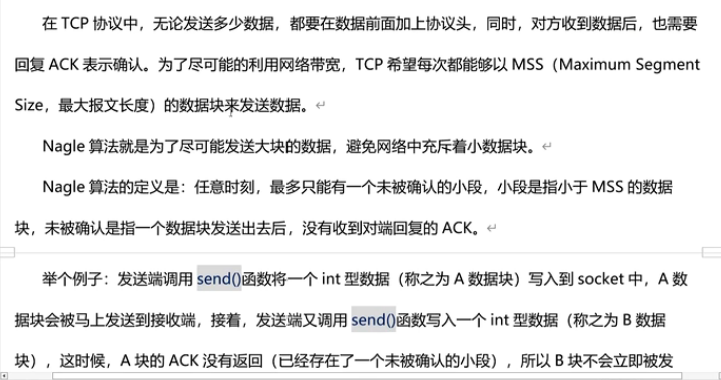 在 TCP 协议中，无论发送多少数据，都要在数据前面加上协议头，同时，对方收到数据后，也需要
回复 ACK 表示确认。为了尽可能的利用网络带宽，TCP 希望每次都能够以 MSS（Maximum Segment
Size，最大报文长度）的数据块来发送数据。
Nagle 算法就是为了尽可能发送大块的数据，避免网络中充斥着小数据块。
Nagle 算法的定义是：任意时刻，最多只能有一个未被确认的小段，小段是指小于 MSS 的数据
块，未被确认是指一个数据块发送出去后，没有收到对端回复的 ACK。
举个例子：发送端调用 send()函数将一个 int 型数据（称之为 A 数据块）写入到 socket 中，A 数
据块会被马上发送到接收端，接着，发送端又调用 send()函数写入一个 int 型数据（称之为 B 数据
块），这时候，A 块的 ACK 没有返回（已经存在了一个未被确认的小段），所以 B 块不会立即被发